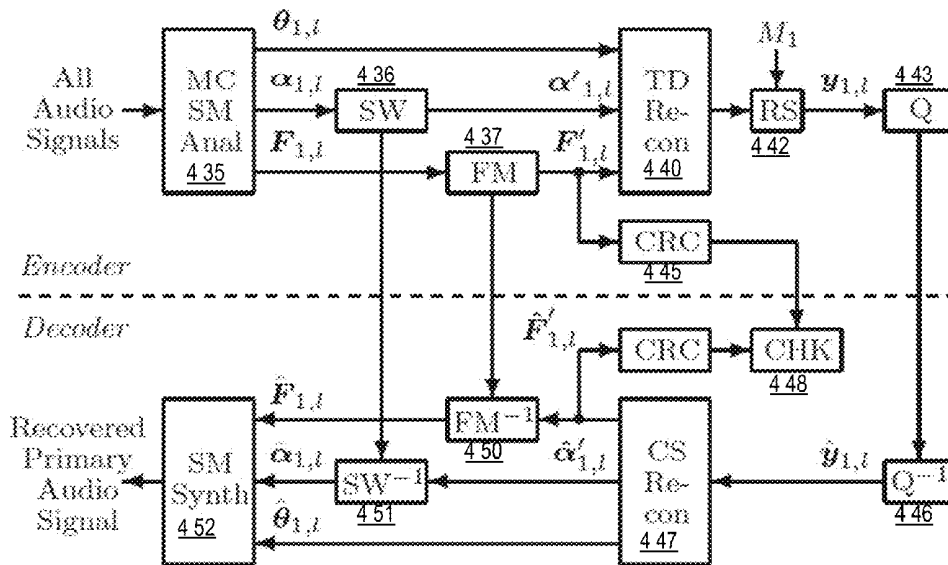 θ1,l
All
Audio
Signals
MC
SM
Anal
4 35
α1,l
4 36
SW
α′1,l
F1,l
4 37
FM
F′1,l
TD
Re-
con
4 40
M1
RS
4 42
y1,l
4 43
Q
CRC
4 45
Encoder
Decoder
F̂′1,l
CRC
CHK
4 48
F̂1,l
FM−1
4 50
Recovered
Primary
Audio
Signal
SM
Synth
4 52
α̂1,l
SW−1
4 51
α̂′1,l
θ̂1,l
CS
Re-
con
4 47
ŷ1,l
Q−1
4 46